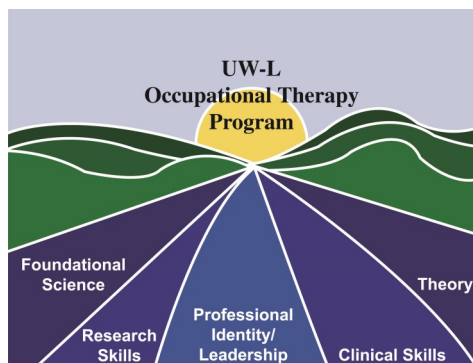 UW-L
Occupational Therapy
Program
Foundational
Science
Research
Skills
Professional
Identity/
Leadership
Clinical Skills
Theory